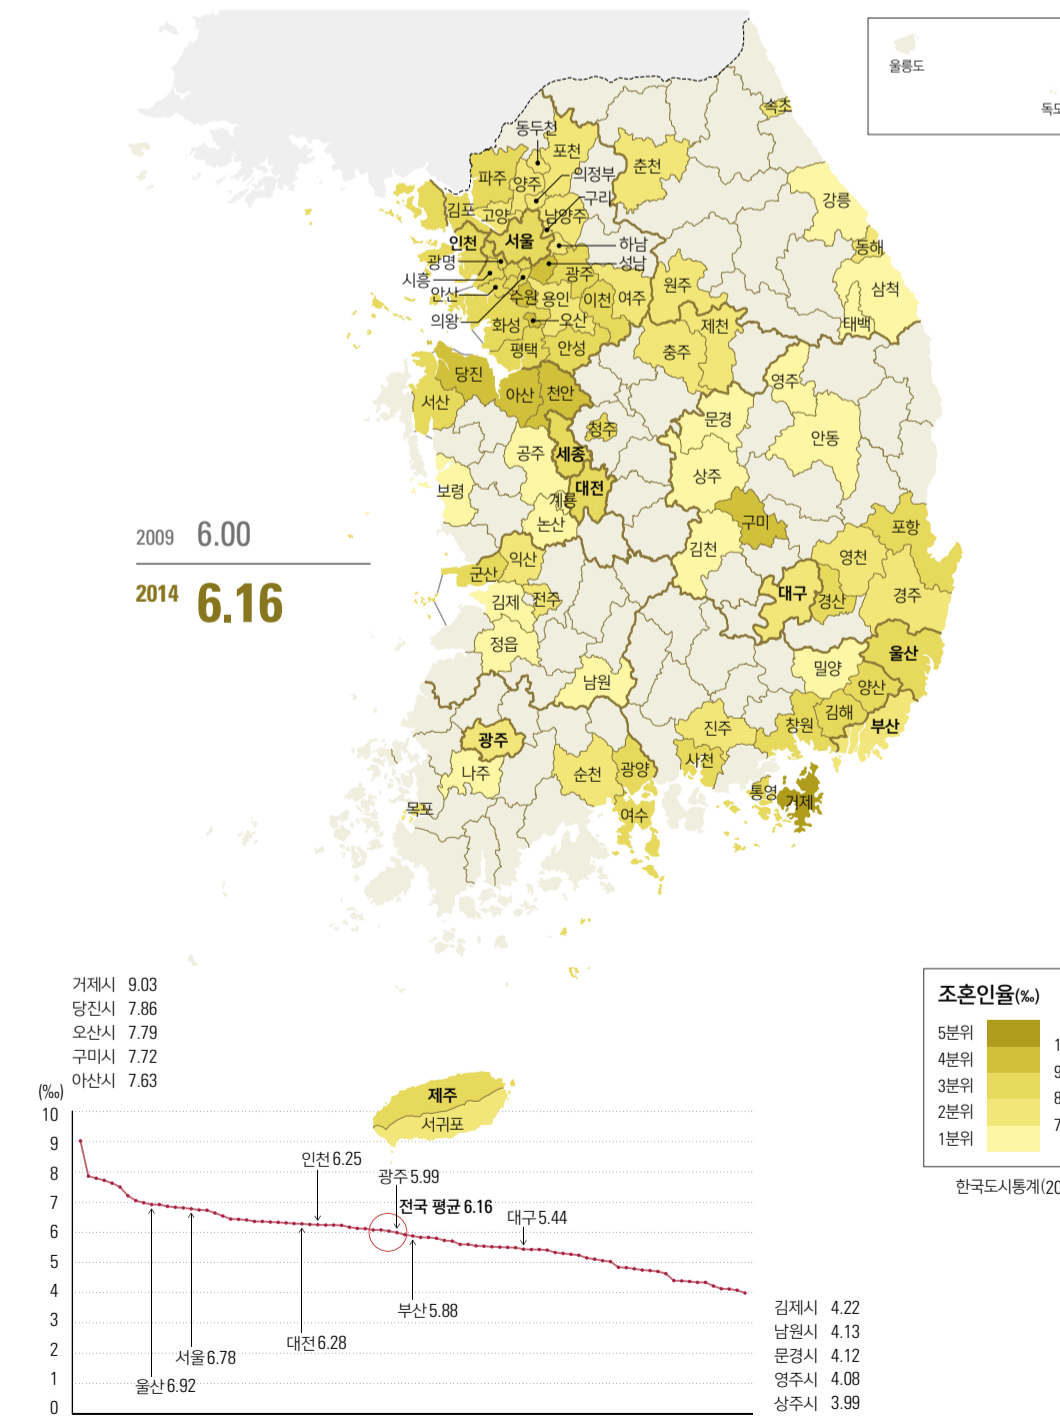 울릉도
독도
속초
동두천
포천
춘천
파주
양주
의정부
구리
강릉
김포
고양
남양주
인천
서울
하남
동해
광명
성남
시흥
광주
원주
삼척
안산
수원
용인
이천
여주
의왕
화성
오산
제천
태백
평택
안성
충주
당진
영주
서산
아산
천안
문경
청주
안동
공주
세종
상주
보령
계룡
대전
논산
구미
포항
2009 6.00
김천
영천
익산
군산
2014 6.16
김제
전주
대구
경산
경주
정읍
울산
남원
밀양
양산
광주
진주
창원
김해
부산
나주
순천
광양
사천
목포
여수
통영
거제
거제시 9.03
당진시 7.86
오산시 7.79
구미시 7.72
아산시 7.63
조혼인율(‰)
5분위
4분위
3분위
2분위
1분위
1
9
8
7
한국도시통계(20
제주
서귀포
(‰)
10
9
8
7
6
5
4
3
2
1
0
인천 6.25
광주 5.99
전국 평균 6.16
대구 5.44
부산 5.88
대전 6.28
서울 6.78
울산 6.92
김제시 4.22
남원시 4.13
문경시 4.12
영주시 4.08
상주시 3.99